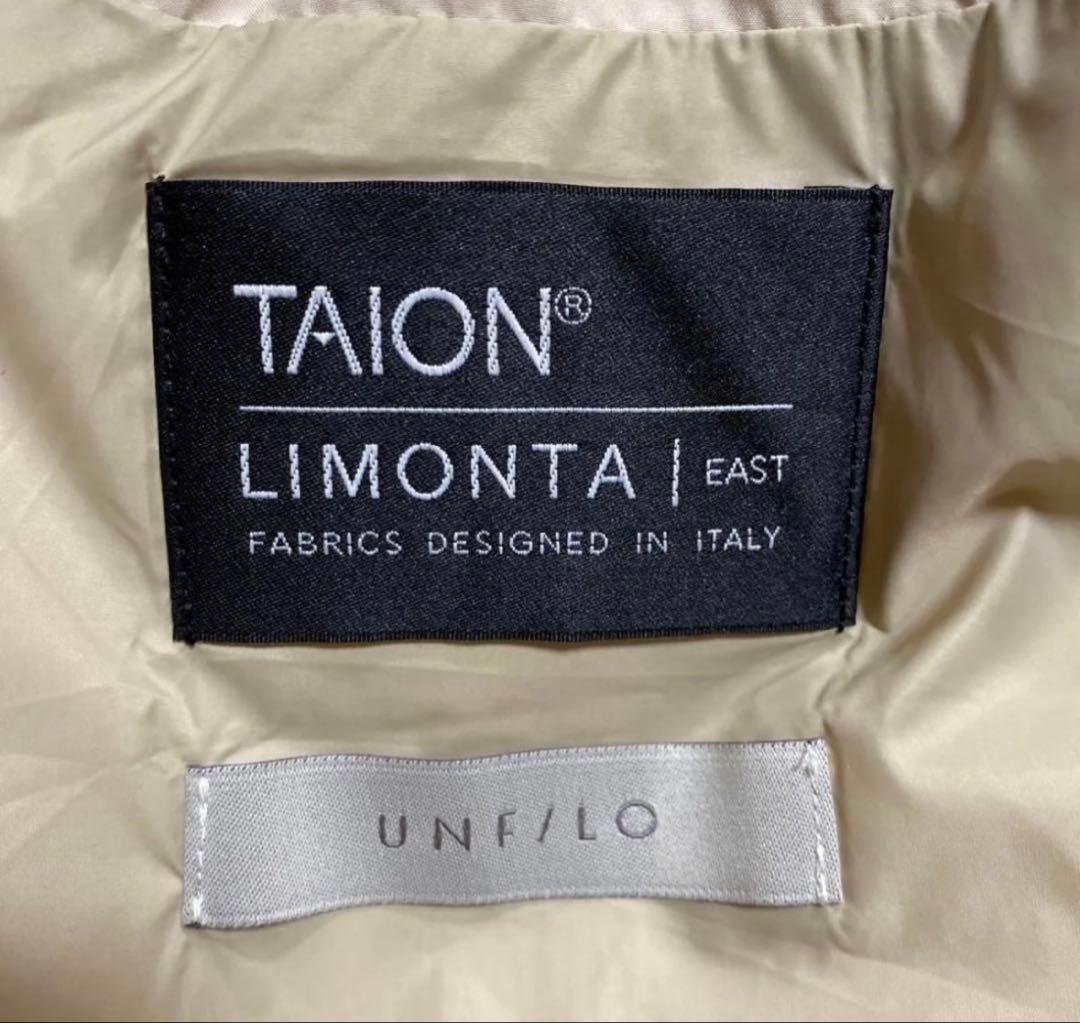 TAION®
LIMONTA | EAST
FABRICS DESIGNED IN ITALY
UNF/LO